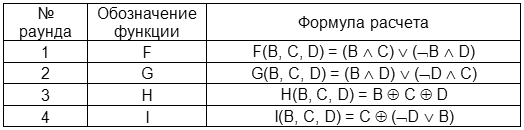 № раунда Обозначение функции Формула расчета
1 F F(B, C, D) = (B ∧ C) ∨ (¬B ∧ D)
2 G G(B, C, D) = (B ∧ D) ∨ (¬D ∧ C)
3 H H(B, C, D) = B ⊕ C ⊕ D
4 I I(B, C, D) = C ⊕ (¬D ∨ B)